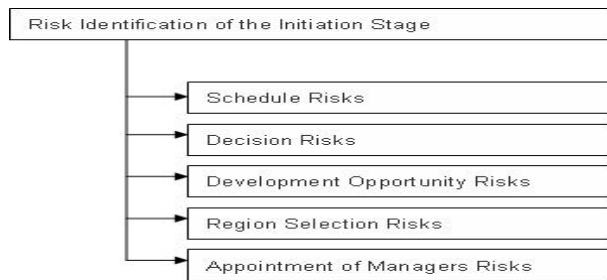 Risk Identification of the Initiation Stage
Schedule Risks
Decision Risks
Development Opportunity Risks
Region Selection Risks
Appointment of Managers Risks